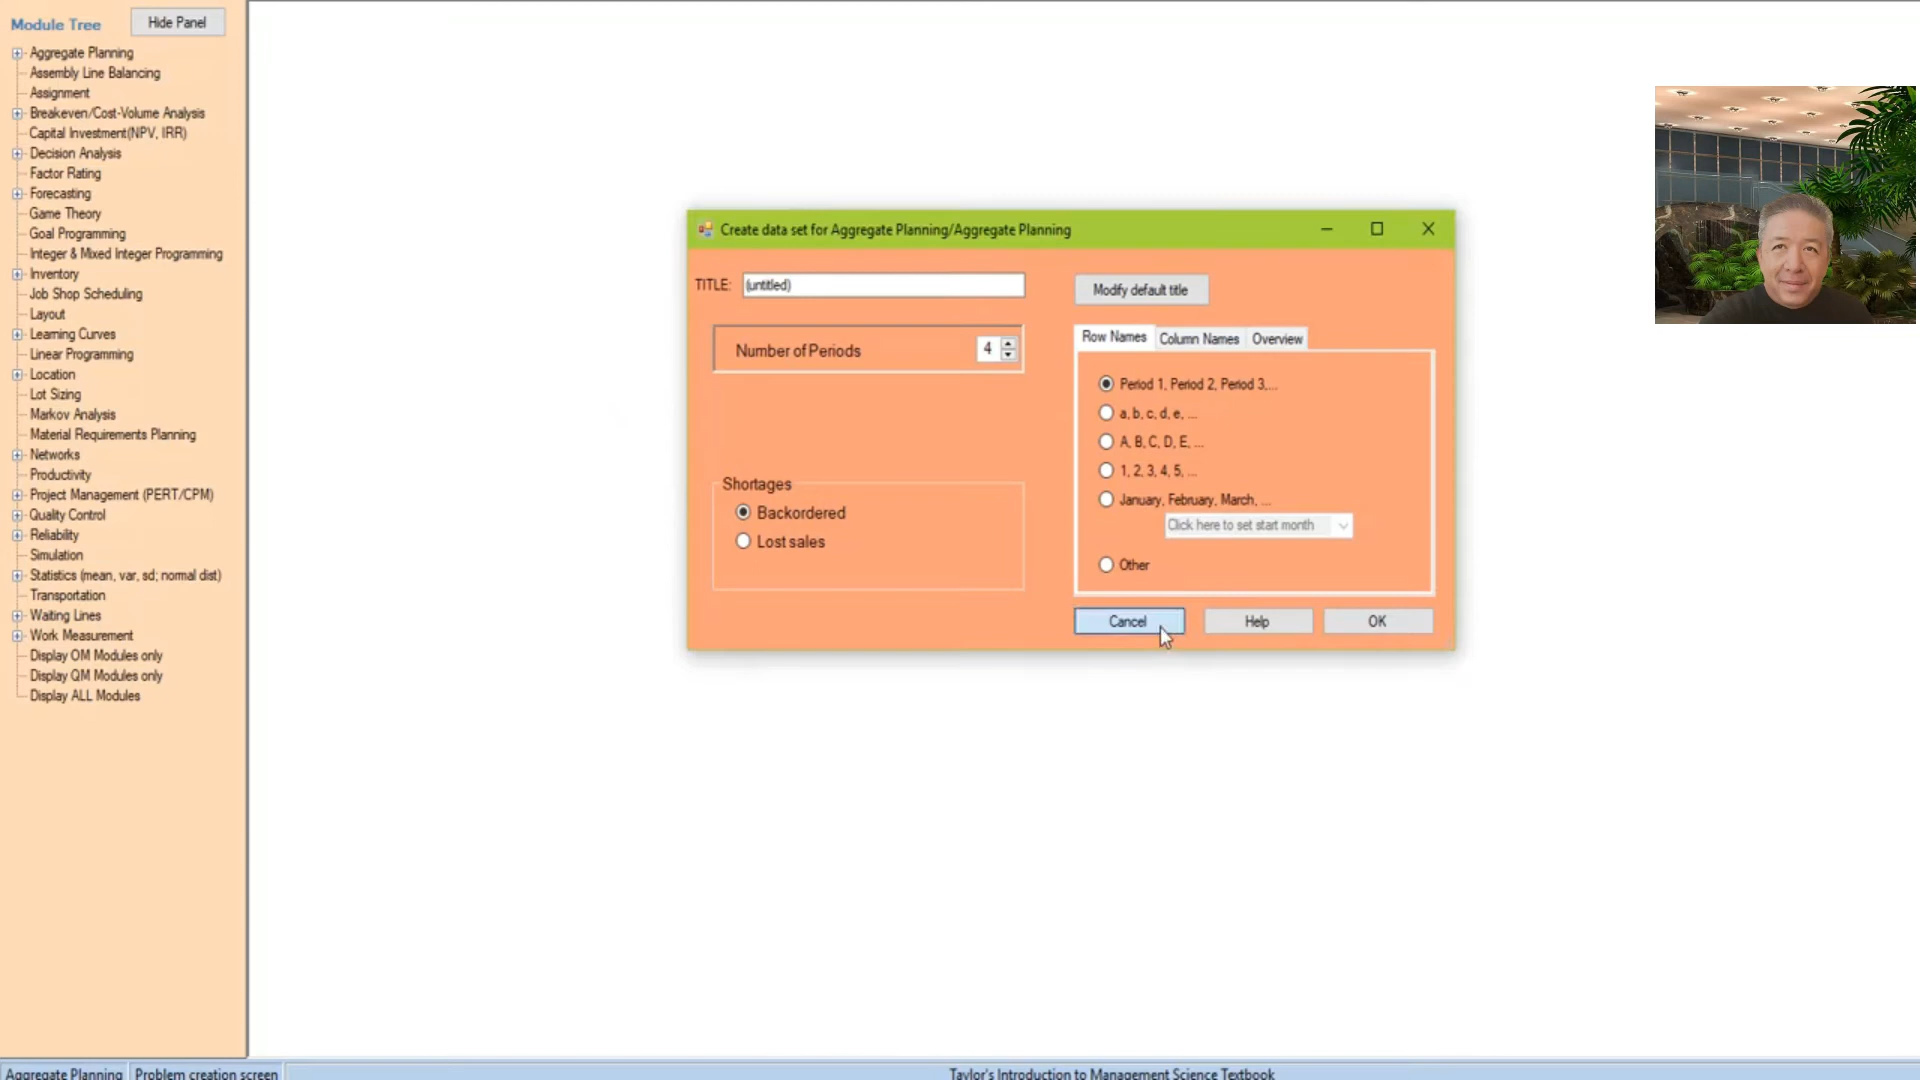 Module Tree
Hide Panel
Aggregate Planning
Assembly Line Balancing
Assignment
Breakeven/Cost-Volume Analysis
Capital Investment(NPV, IRR)
Decision Analysis
Factor Rating
Forecasting
Game Theory
Goal Programming
Integer & Mixed Integer Programming
Inventory
Job Shop Scheduling
Layout
Learning Curves
Linear Programming
Location
Lot Sizing
Markov Analysis
Material Requirements Planning
Networks
Productivity
Project Management (PERT/CPM)
Quality Control
Reliability
Simulation
Statistics (mean, var, sd; normal dist)
Transportation
Waiting Lines
Work Measurement
Display OM Modules only
Display QM Modules only
Display ALL Modules
Create data set for Aggregate Planning/Aggregate Planning
TITLE: (untitled)
Modify default title
Number of Periods 4
Shortages
Backordered
Lost sales
Row Names Column Names Overview
Period 1, Period 2, Period 3,...
a, b, c, d, e, ...
A, B, C, D, E, ...
1, 2, 3, 4, 5, ...
January, February, March, ...
Click here to set start month
Other
Cancel Help OK
Aggregate Planning Problem creation screen Taylor's Introduction to Management Science Textbook